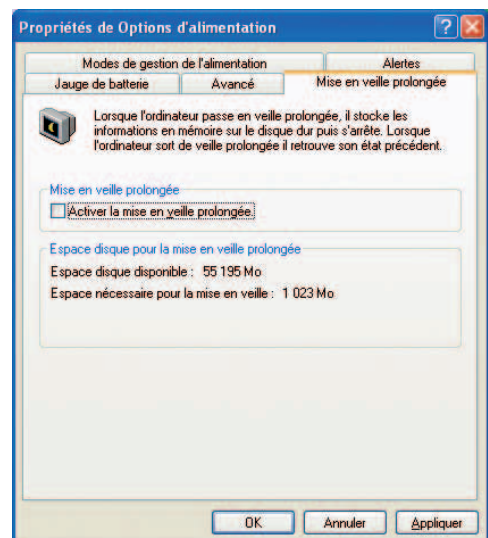 Propriétés de Options d'alimentation
Modes de gestion de l'alimentation Alertes
Jauge de batterie Avancé Mise en veille prolongée
Lorsque l'ordinateur passe en veille prolongée, il stocke les
informations en mémoire sur le disque dur puis s'arrête. Lorsque
l'ordinateur sort de veille prolongée il retrouve son état précédent.
Mise en veille prolongée
Activer la mise en veille prolongée.
Espace disque pour la mise en veille prolongée
Espace disque disponible : 55 195 Mo
Espace nécessaire pour la mise en veille : 1 023 Mo
OK Annuler Appliquer